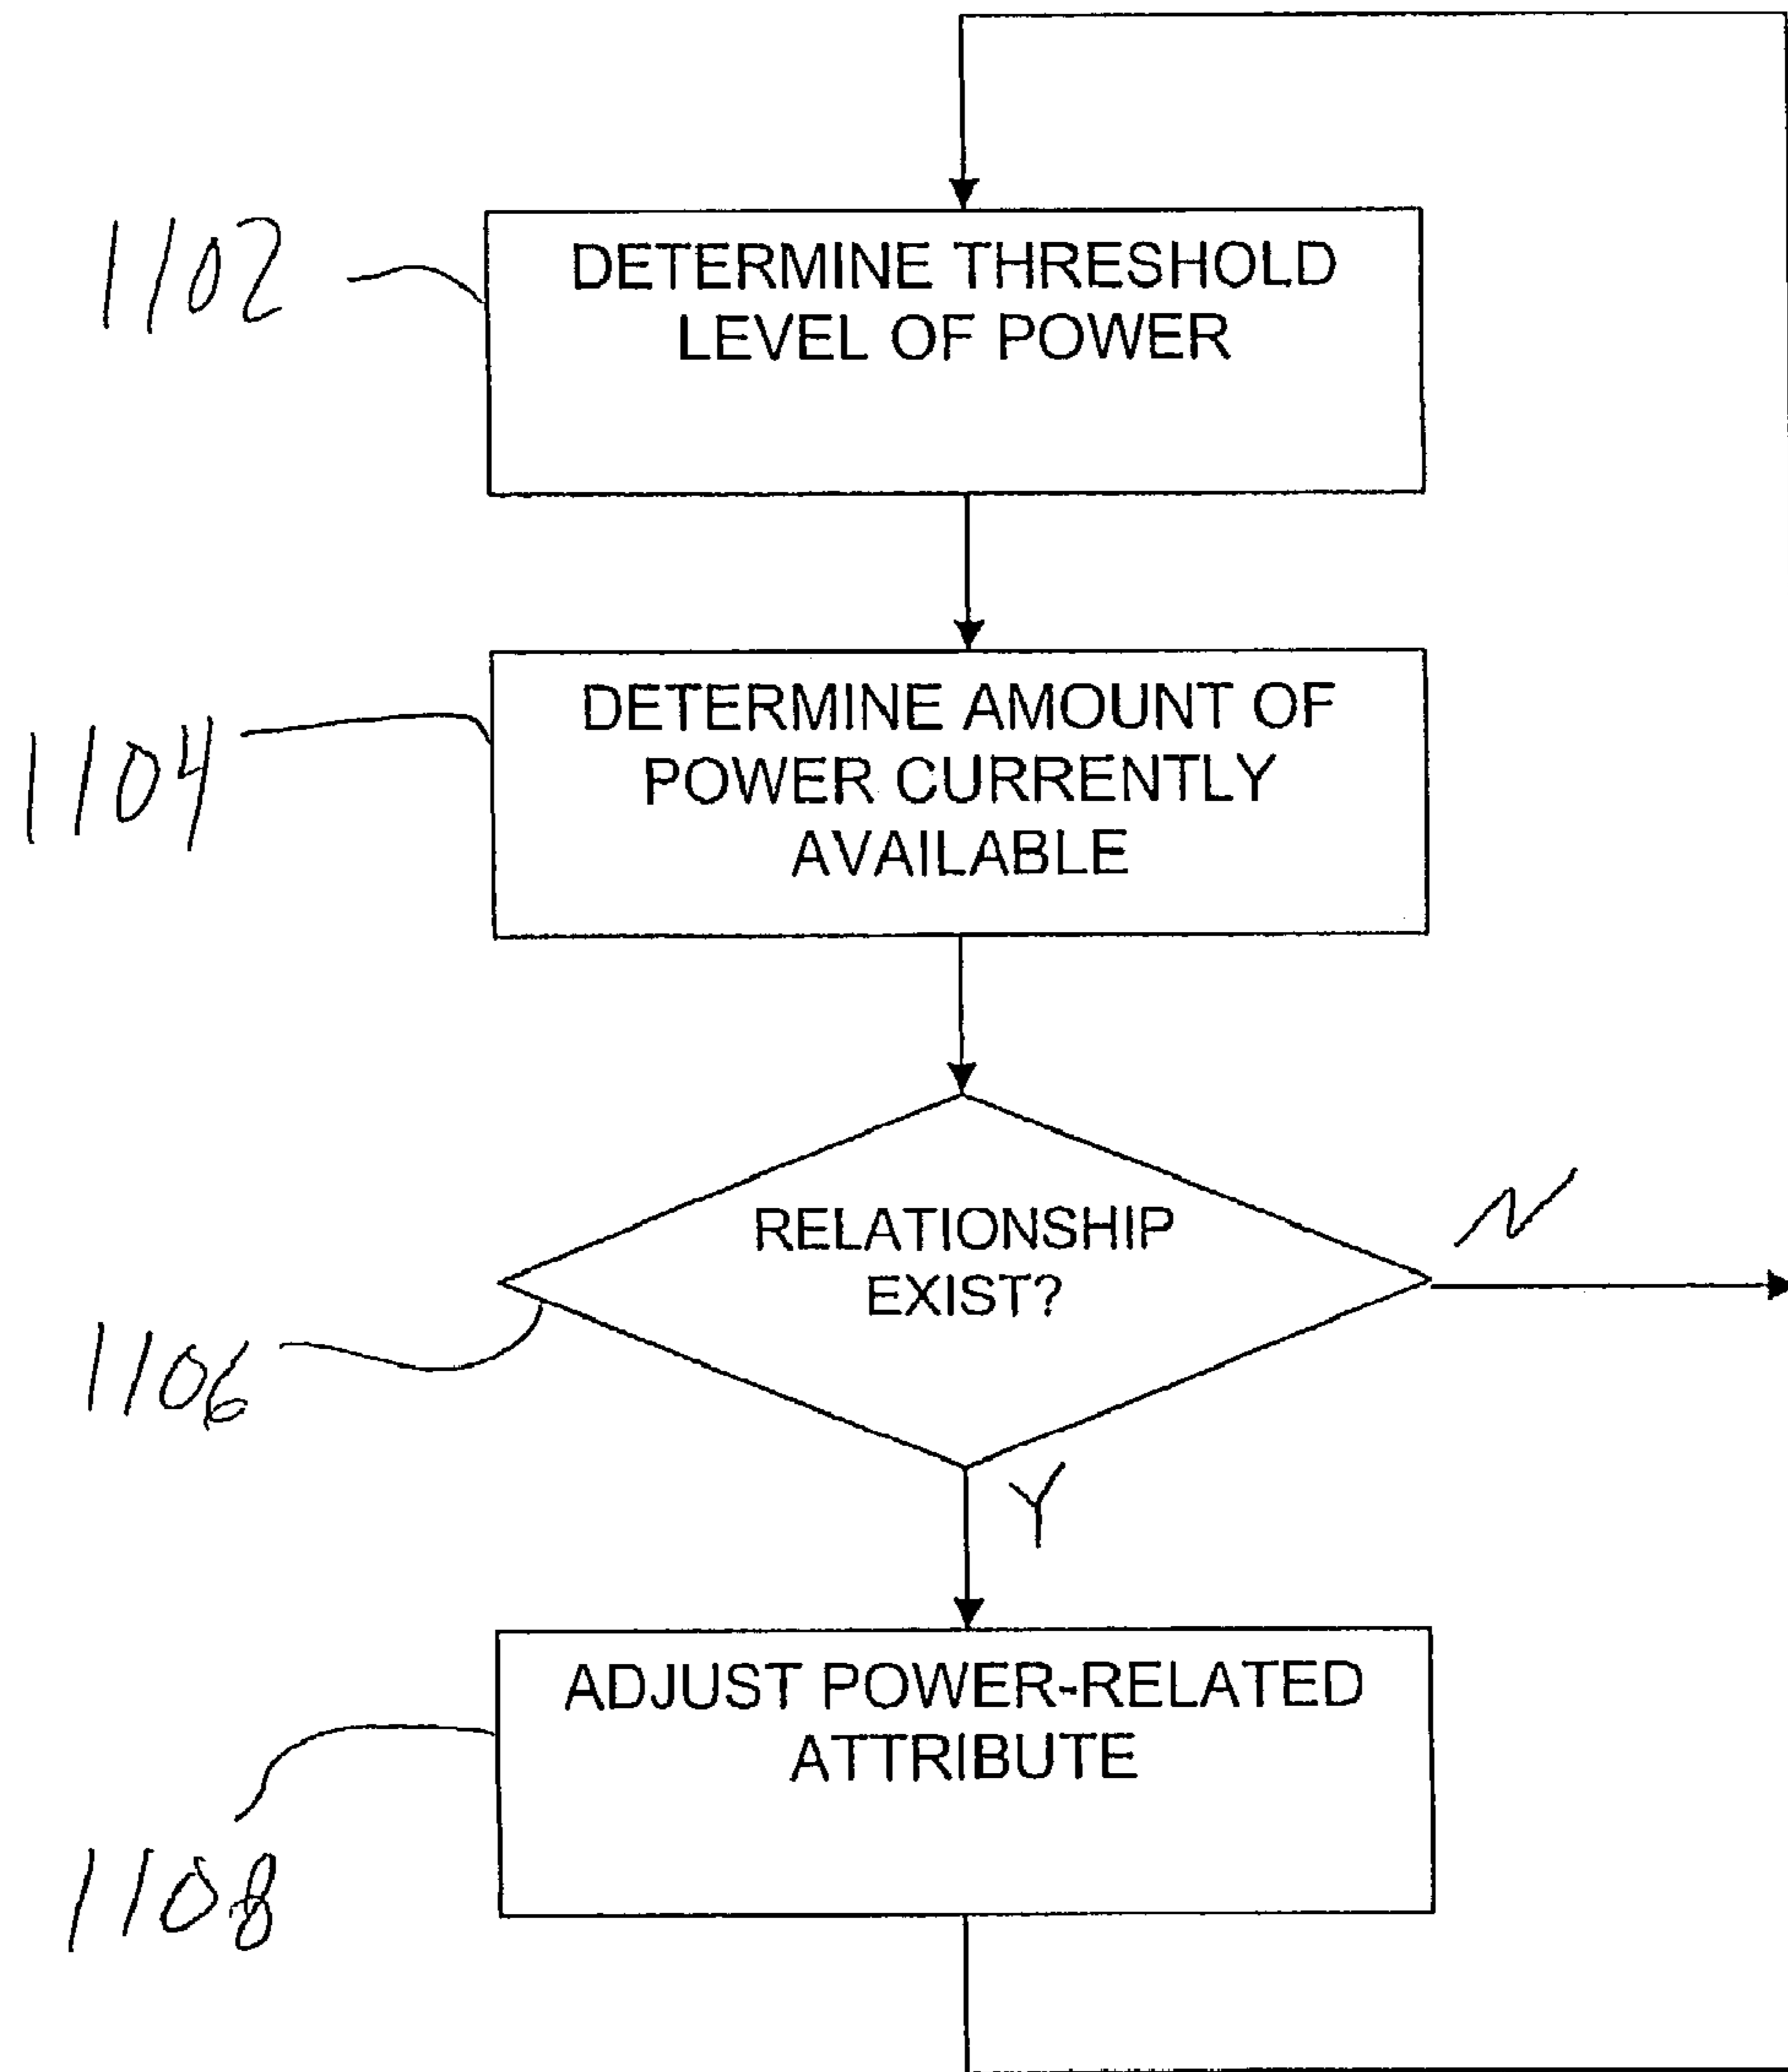 1102
DETERMINE THRESHOLD
LEVEL OF POWER
1104
DETERMINE AMOUNT OF
POWER CURRENTLY
AVAILABLE
RELATIONSHIP
EXIST?
N
1106
Y
ADJUST POWER-RELATED
ATTRIBUTE
1108